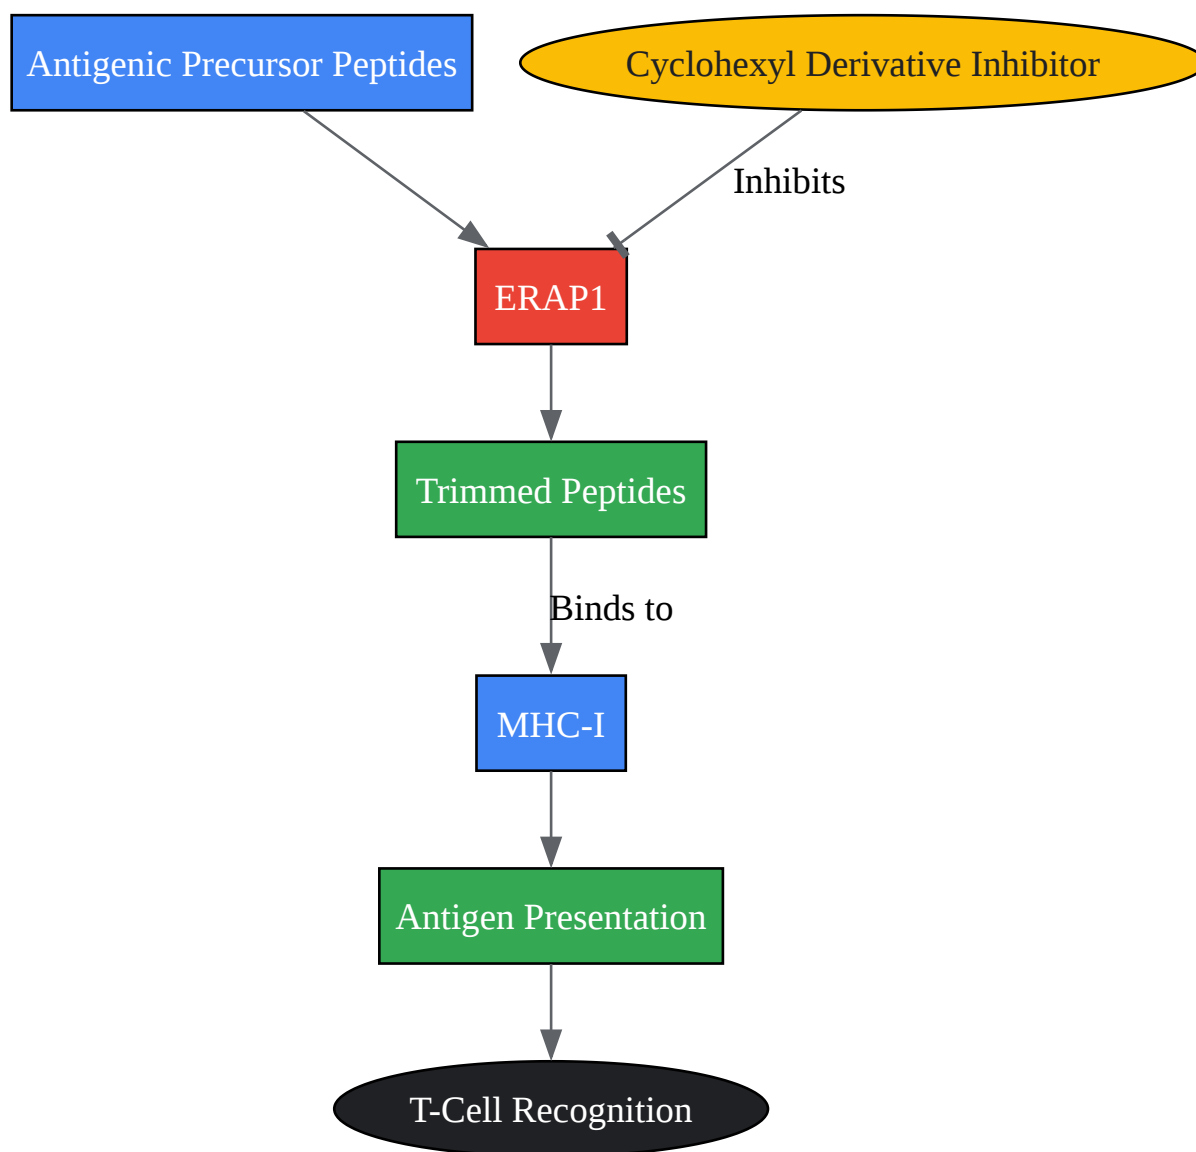 Antigenic Precursor Peptides
Cyclohexyl Derivative Inhibitor
Inhibits
ERAP1
Trimmed Peptides
Binds to
MHC-I
Antigen Presentation
T-Cell Recognition